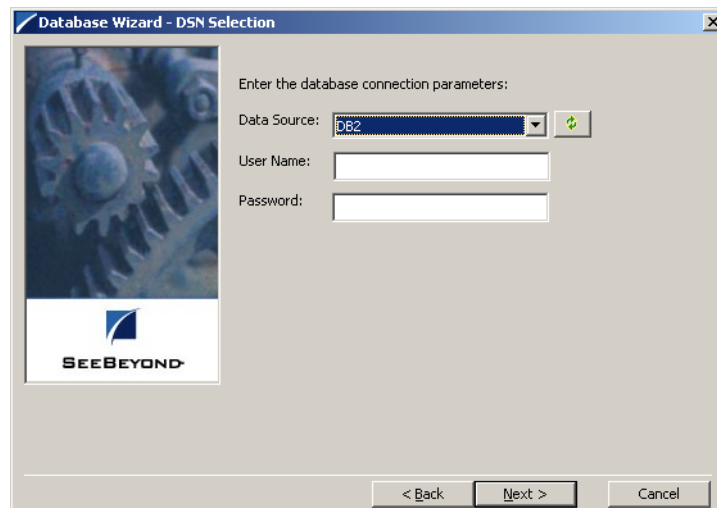 Database Wizard - DSN Selection
Enter the database connection parameters:
Data Source: DB2
User Name:
Password:
SEEBEYOND
< Back Next > Cancel